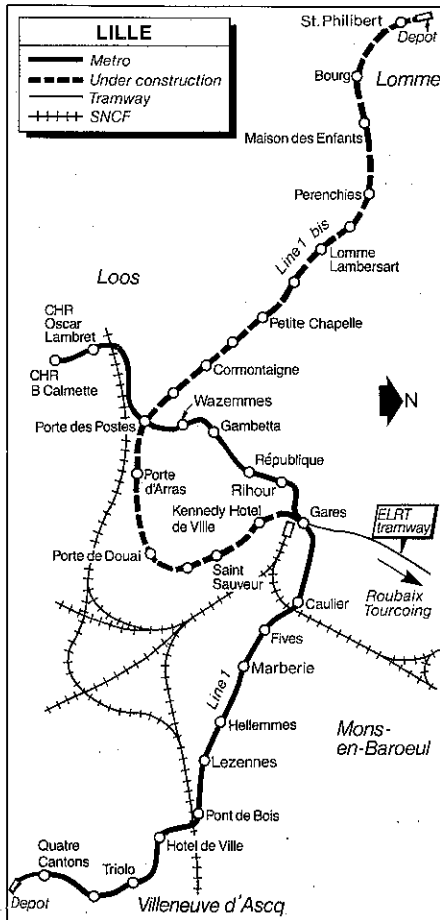 LILLE
Metro
Under construction
Tramway
SNCF
St. Philibert
Depot
Bourg
Lomme
Maison des Enfants
Perenchies
Line 1 bis
Lomme
Lambersart
Loos
Petite Chapelle
CHR
Oscar
Lambret
CHR
B Calmette
Cormontaigne
Wazemmes
N
Porte des Postes
Gambetta
République
Porte
d'Arras
Rihour
Kennedy Hotel
de Ville
Gares
ELRT
tramway
Porte de Douai
Saint
Sauveur
Roubaix
Tourcoing
Caulier
Fives
Marberie
Line 1
Mons-
en-Baroeul
Hellemmes
Lezennes
Pont de Bois
Quatre
Cantons
Hotel de Ville
Triolo
Depot
Villeneuve d'Ascq